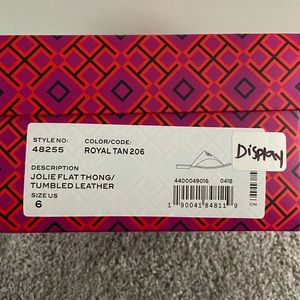 STYLE NO: COLOR/CODE:
48255 ROYAL TAN 206
Display
DESCRIPTION
JOLIE FLAT THONG/
TUMBLED LEATHER
SIZE US
6
4400049016 0418
1 90041 84811 9
CN